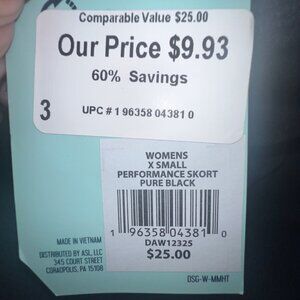 Comparable Value $25.00
Our Price $9.93
60% Savings
3
UPC # 1 96358 04381 0
WOMENS
X SMALL
PERFORMANCE SKORT
PURE BLACK
1 96358 04381 0
DAW12325
$25.00
MADE IN VIETNAM
DISTRIBUTED BY ASI, LLC
345 COURT STREET
CORAOPOLIS, PA 15108
DSG-W-MMHT